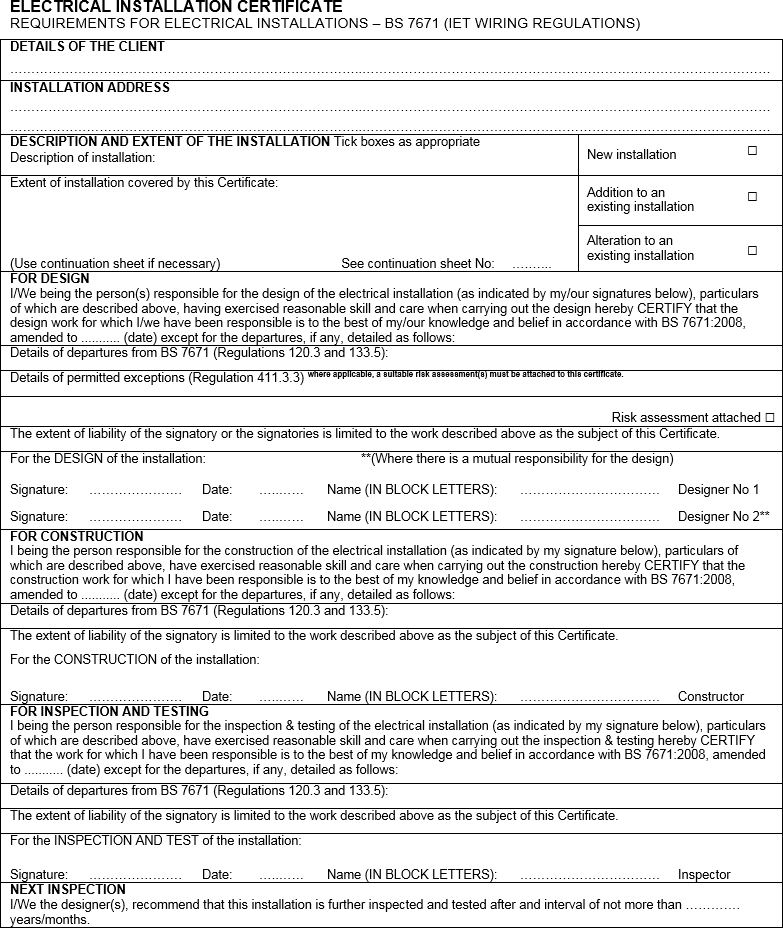 ELECTRICAL INSTALLATION CERTIFICATE
REQUIREMENTS FOR ELECTRICAL INSTALLATIONS – BS 7671 (IET WIRING REGULATIONS)
DETAILS OF THE CLIENT
INSTALLATION ADDRESS
DESCRIPTION AND EXTENT OF THE INSTALLATION Tick boxes as appropriate
Description of installation:
New installation ☐
Extent of installation covered by this Certificate:
Addition to an
existing installation ☐
Alteration to an
existing installation ☐
(Use continuation sheet if necessary) See continuation sheet No: ……....
FOR DESIGN
I/We being the person(s) responsible for the design of the electrical installation (as indicated by my/our signatures below), particulars
of which are described above, having exercised reasonable skill and care when carrying out the design hereby CERTIFY that the
design work for which I/we have been responsible is to the best of my/our knowledge and belief in accordance with BS 7671:2008,
amended to ........... (date) except for the departures, if any, detailed as follows:
Details of departures from BS 7671 (Regulations 120.3 and 133.5):
Details of permitted exceptions (Regulation 411.3.3) where applicable, a suitable risk assessment(s) must be attached to this certificate.
Risk assessment attached ☐
The extent of liability of the signatory or the signatories is limited to the work described above as the subject of this Certificate.
For the DESIGN of the installation: **(Where there is a mutual responsibility for the design)
Signature: …………………. Date: ………. Name (IN BLOCK LETTERS): …………………………… Designer No 1
Signature: …………………. Date: ………. Name (IN BLOCK LETTERS): …………………………… Designer No 2**
FOR CONSTRUCTION
I being the person responsible for the construction of the electrical installation (as indicated by my signature below), particulars of
which are described above, have exercised reasonable skill and care when carrying out the construction hereby CERTIFY that the
construction work for which I have been responsible is to the best of my knowledge and belief in accordance with BS 7671:2008,
amended to ........... (date) except for the departures, if any, detailed as follows:
Details of departures from BS 7671 (Regulations 120.3 and 133.5):
The extent of liability of the signatory is limited to the work described above as the subject of this Certificate.
For the CONSTRUCTION of the installation:
Signature: …………………. Date: ………. Name (IN BLOCK LETTERS): …………………………… Constructor
FOR INSPECTION AND TESTING
I being the person responsible for the inspection & testing of the electrical installation (as indicated by my signature below), particulars
of which are described above, have exercised reasonable skill and care when carrying out the inspection & testing hereby CERTIFY
that the work for which I have been responsible is to the best of my knowledge and belief in accordance with BS 7671:2008, amended
to ........... (date) except for the departures, if any, detailed as follows:
Details of departures from BS 7671 (Regulations 120.3 and 133.5):
The extent of liability of the signatory is limited to the work described above as the subject of this Certificate.
For the INSPECTION AND TEST of the installation:
Signature: …………………. Date: ………. Name (IN BLOCK LETTERS): …………………………… Inspector
NEXT INSPECTION
I/We the designer(s), recommend that this installation is further inspected and tested after and interval of not more than ………….
years/months.